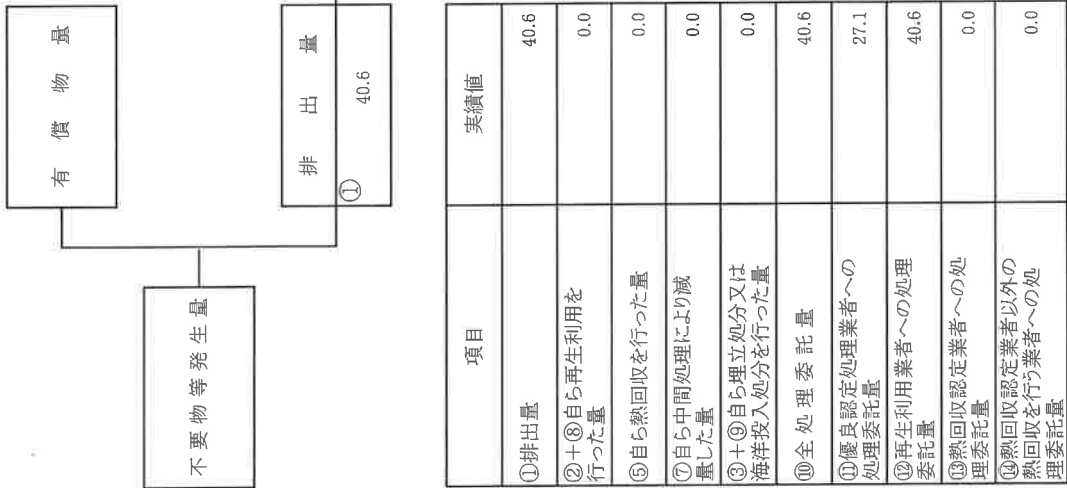 有償物量
不要物等発生量
排出量
①
40.6
項目 実績値
①排出量 40.6
②+⑧自ら再生利用を
行った量 0.0
⑤自ら熱回収を行った量 0.0
⑦自ら中間処理により減
量した量 0.0
③+⑨自ら埋立処分又は
海洋投入処分を行った量 0.0
⑩全処理委託量 40.6
⑪優良認定処理業者への
処理委託量 27.1
⑫再生利用業者への処理
委託量 40.6
⑬熱回収認定業者への処
理委託量 0.0
⑭熱回収認定業者以外の
熱回収を行う業者への処
理委託量 0.0